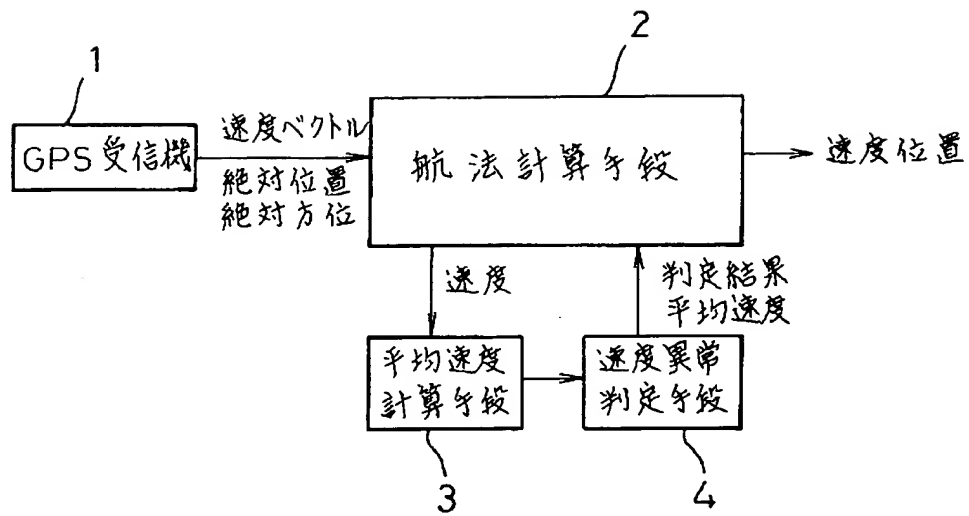 1
2
GPS受信機
速度ベクトル
絶対位置
絶対方位
航法計算手段
速度位置
速度
判定結果
平均速度
平均速度
計算手段
速度異常
判定手段
3
4